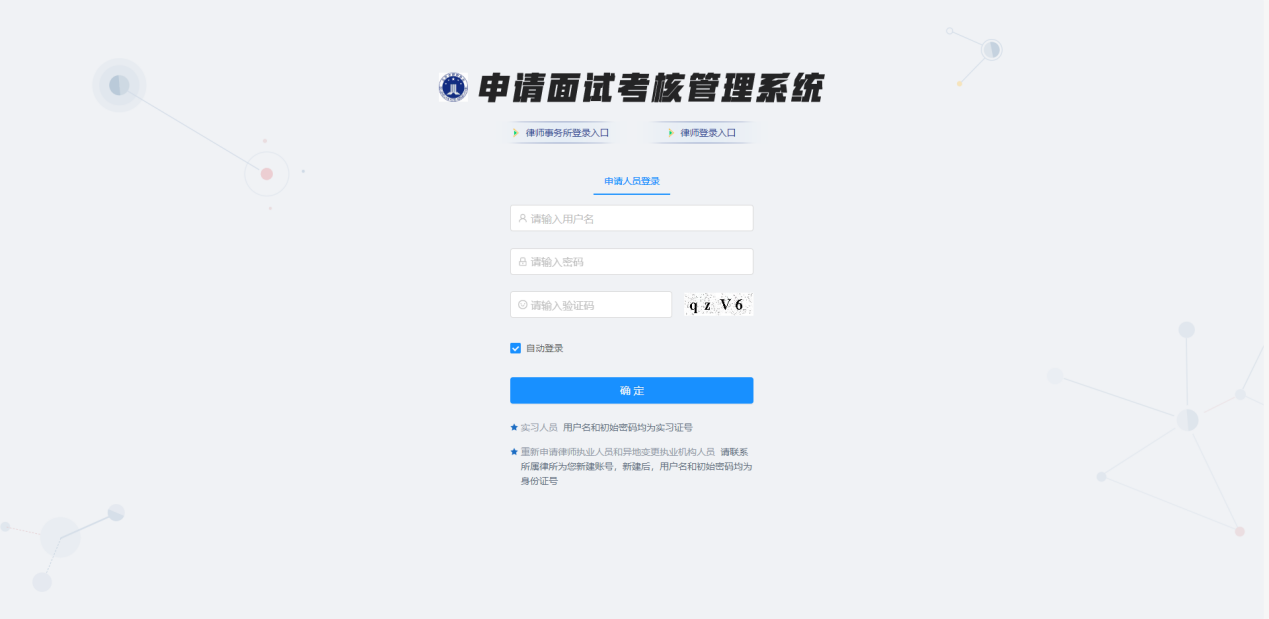 申请面试考核管理系统
律师事务所登录入口
律师登录入口
申请人员登录
请输入用户名
请输入密码
请输入验证码
qzV6
自动登录
确定
实习人员 用户名和初始密码均为实习证号
重新申请律师执业人员和异地变更执业机构人员 请联系
所属律所为您新建账号，新建后，用户名和初始密码均为
身份证号